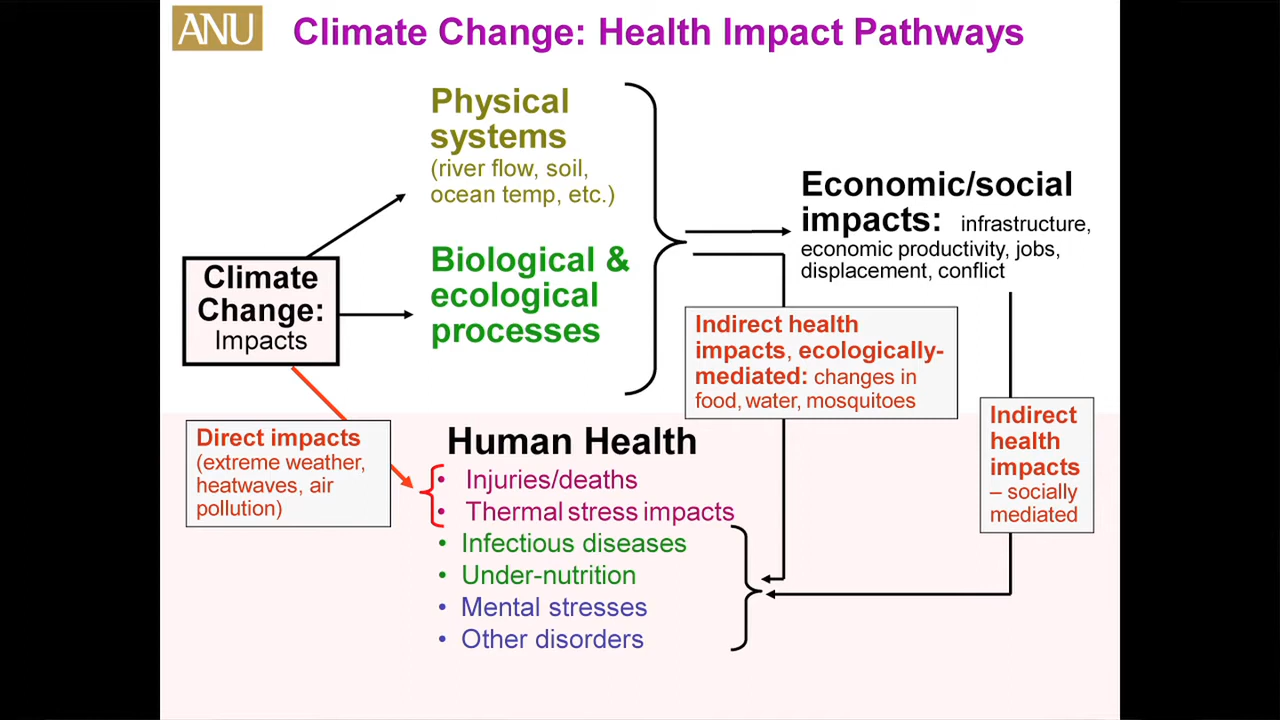 ANU
Climate Change: Health Impact Pathways
Physical
systems
(river flow, soil,
ocean temp, etc.)
Biological &
ecological
processes
Climate
Change:
Impacts
Economic/social
impacts: infrastructure,
economic productivity, jobs,
displacement, conflict
Indirect health
impacts, ecologically-
mediated: changes in
food, water, mosquitoes
Indirect
health
impacts
– socially
mediated
Direct impacts
(extreme weather,
heatwaves, air
pollution)
Human Health
• Injuries/deaths
• Thermal stress impacts
• Infectious diseases
• Under-nutrition
• Mental stresses
• Other disorders